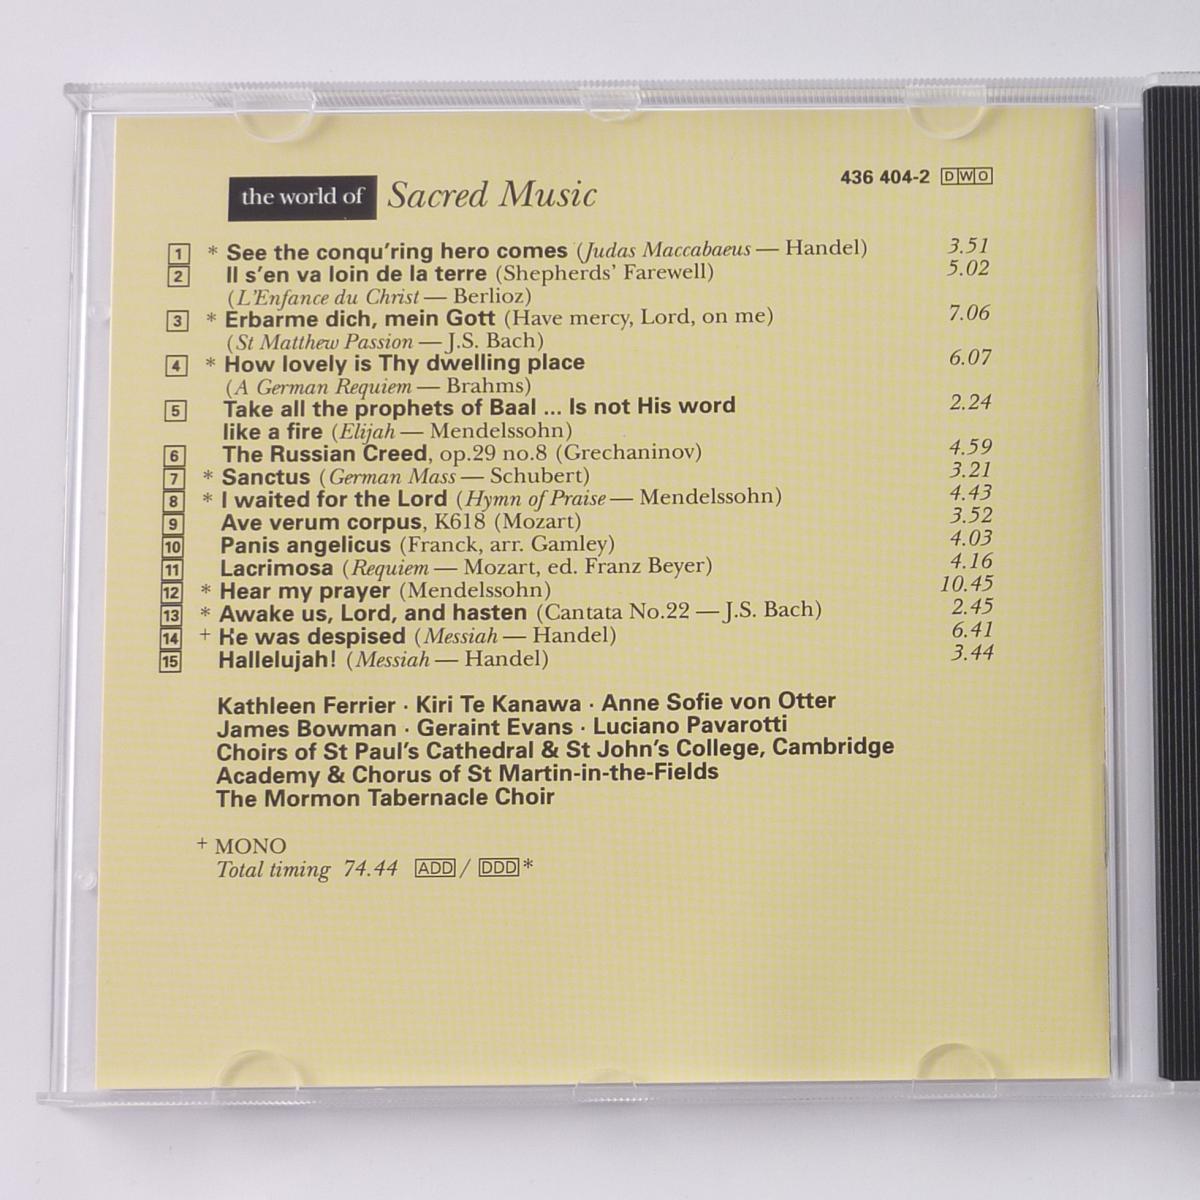 the world of Sacred Music 436 404-2 DWO
1 * See the conqu'ring hero comes (Judas Maccabaeus — Handel) 3.51
2 Il s'en va loin de la terre (Shepherds' Farewell) 5.02
(L'Enfance du Christ — Berlioz)
3 * Erbarme dich, mein Gott (Have mercy, Lord, on me) 7.06
(St Matthew Passion — J.S. Bach)
4 * How lovely is Thy dwelling place 6.07
(A German Requiem — Brahms)
5 Take all the prophets of Baal ... Is not His word 2.24
like a fire (Elijah — Mendelssohn)
6 The Russian Creed, op.29 no.8 (Grechaninov) 4.59
7 * Sanctus (German Mass — Schubert) 3.21
8 * I waited for the Lord (Hymn of Praise — Mendelssohn) 4.43
9 Ave verum corpus, K618 (Mozart) 3.52
10 Panis angelicus (Franck, arr. Gamley) 4.03
11 Lacrimosa (Requiem — Mozart, ed. Franz Beyer) 4.16
12 * Hear my prayer (Mendelssohn) 10.45
13 * Awake us, Lord, and hasten (Cantata No.22 — J.S. Bach) 2.45
14 + He was despised (Messiah — Handel) 6.41
15 Hallelujah! (Messiah — Handel) 3.44
Kathleen Ferrier · Kiri Te Kanawa · Anne Sofie von Otter
James Bowman · Geraint Evans · Luciano Pavarotti
Choirs of St Paul's Cathedral & St John's College, Cambridge
Academy & Chorus of St Martin-in-the-Fields
The Mormon Tabernacle Choir
+ MONO
Total timing 74.44 ADD / DDD *